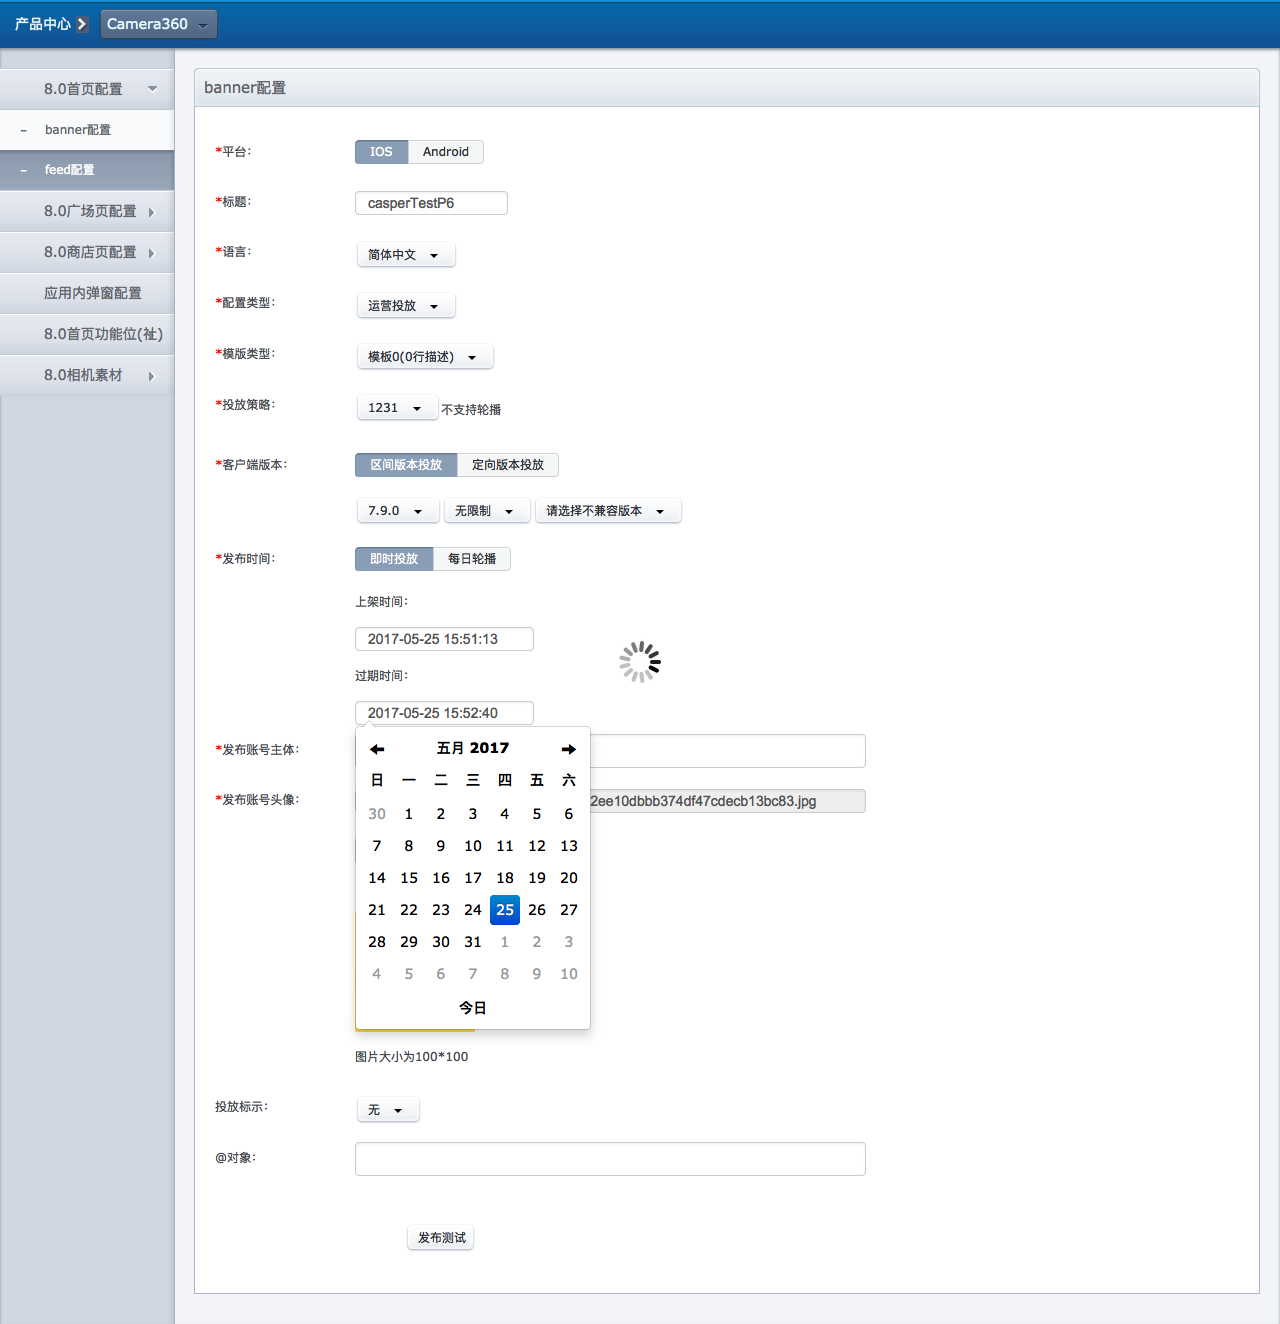 产品中心 Camera360
8.0首页配置
- banner配置
- feed配置
8.0广场页配置
8.0商店页配置
应用内弹窗配置
8.0首页功能位(祉)
8.0相机素材
banner配置
*平台: IOS Android
*标题: casperTestP6
*语言: 简体中文
*配置类型: 运营投放
*模版类型: 模板0(0行描述)
*投放策略: 1231 不支持轮播
*客户端版本: 区间版本投放 定向版本投放
7.9.0 无限制 请选择不兼容版本
*发布时间: 即时投放 每日轮播
上架时间:
2017-05-25 15:51:13
过期时间:
2017-05-25 15:52:40
*发布账号主体:
*发布账号头像: 2ee10dbbb374df47cdecb13bc83.jpg
五月 2017
日 一 二 三 四 五 六
30 1 2 3 4 5 6
7 8 9 10 11 12 13
14 15 16 17 18 19 20
21 22 23 24 25 26 27
28 29 30 31 1 2 3
4 5 6 7 8 9 10
今日
图片大小为100*100
投放标示: 无
@对象:
发布测试